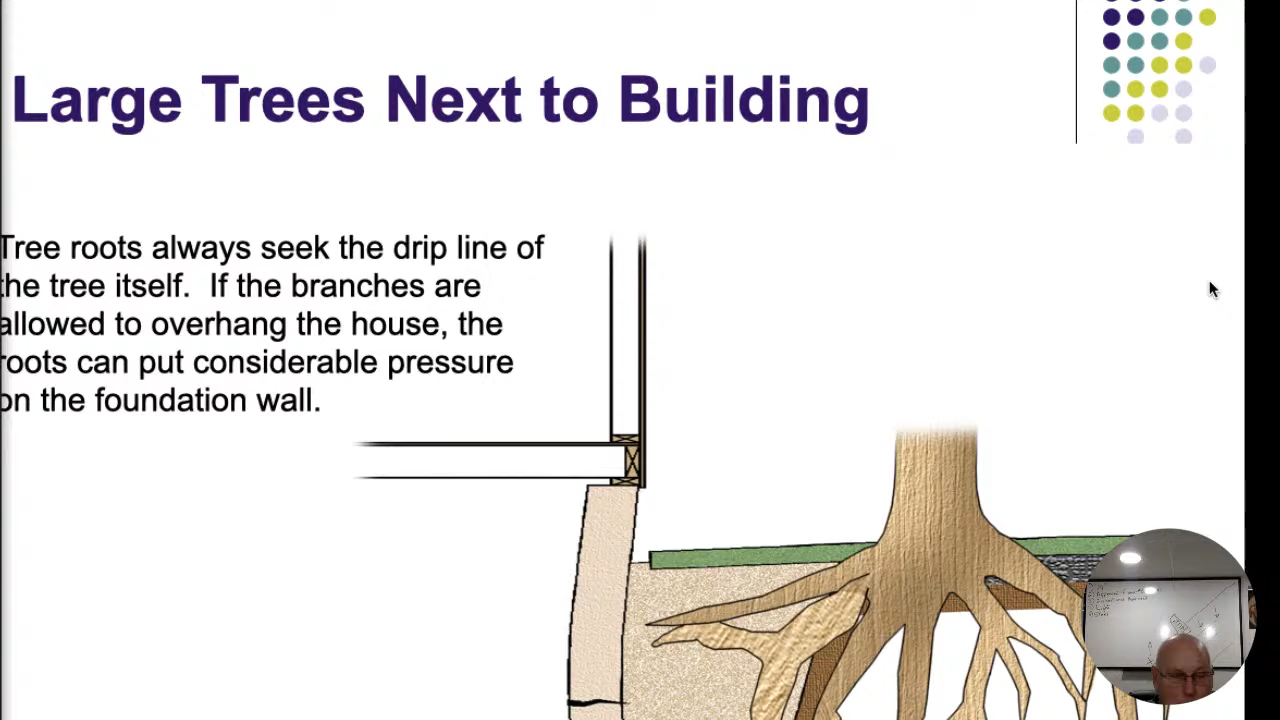 Large Trees Next to Building
Tree roots always seek the drip line of
the tree itself.  If the branches are
allowed to overhang the house, the
roots can put considerable pressure
on the foundation wall.